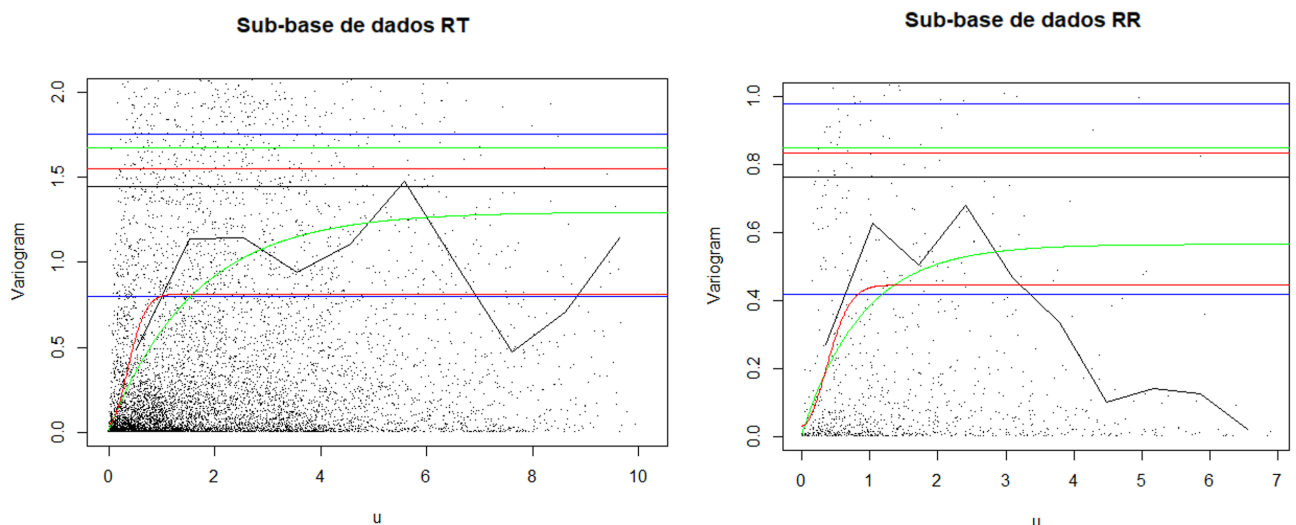 Sub-base de dados RT
Variogram
2.0
1.5
1.0
0.5
0.0
0 2 4 6 8 10
u
Sub-base de dados RR
Variogram
1.0
0.8
0.6
0.4
0.2
0.0
0 1 2 3 4 5 6 7
u